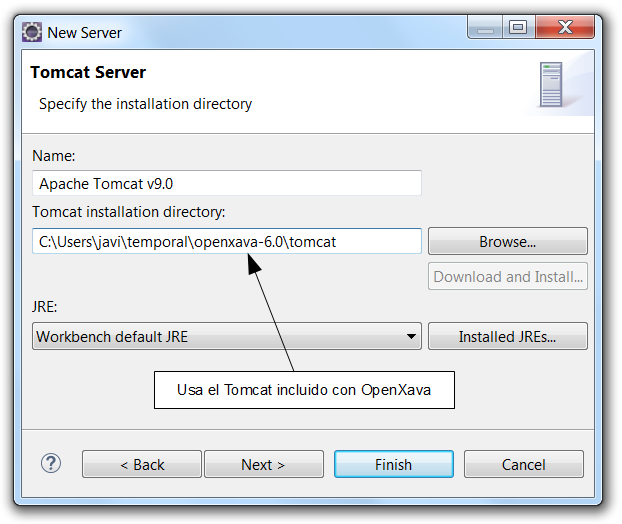 New Server
Tomcat Server
Specify the installation directory
Name:
Apache Tomcat v9.0
Tomcat installation directory:
C:\Users\javi\temporal\openxava-6.0\tomcat
Browse...
Download and Install...
JRE:
Workbench default JRE
Installed JREs...
Usa el Tomcat incluido con OpenXava
?
< Back
Next >
Finish
Cancel